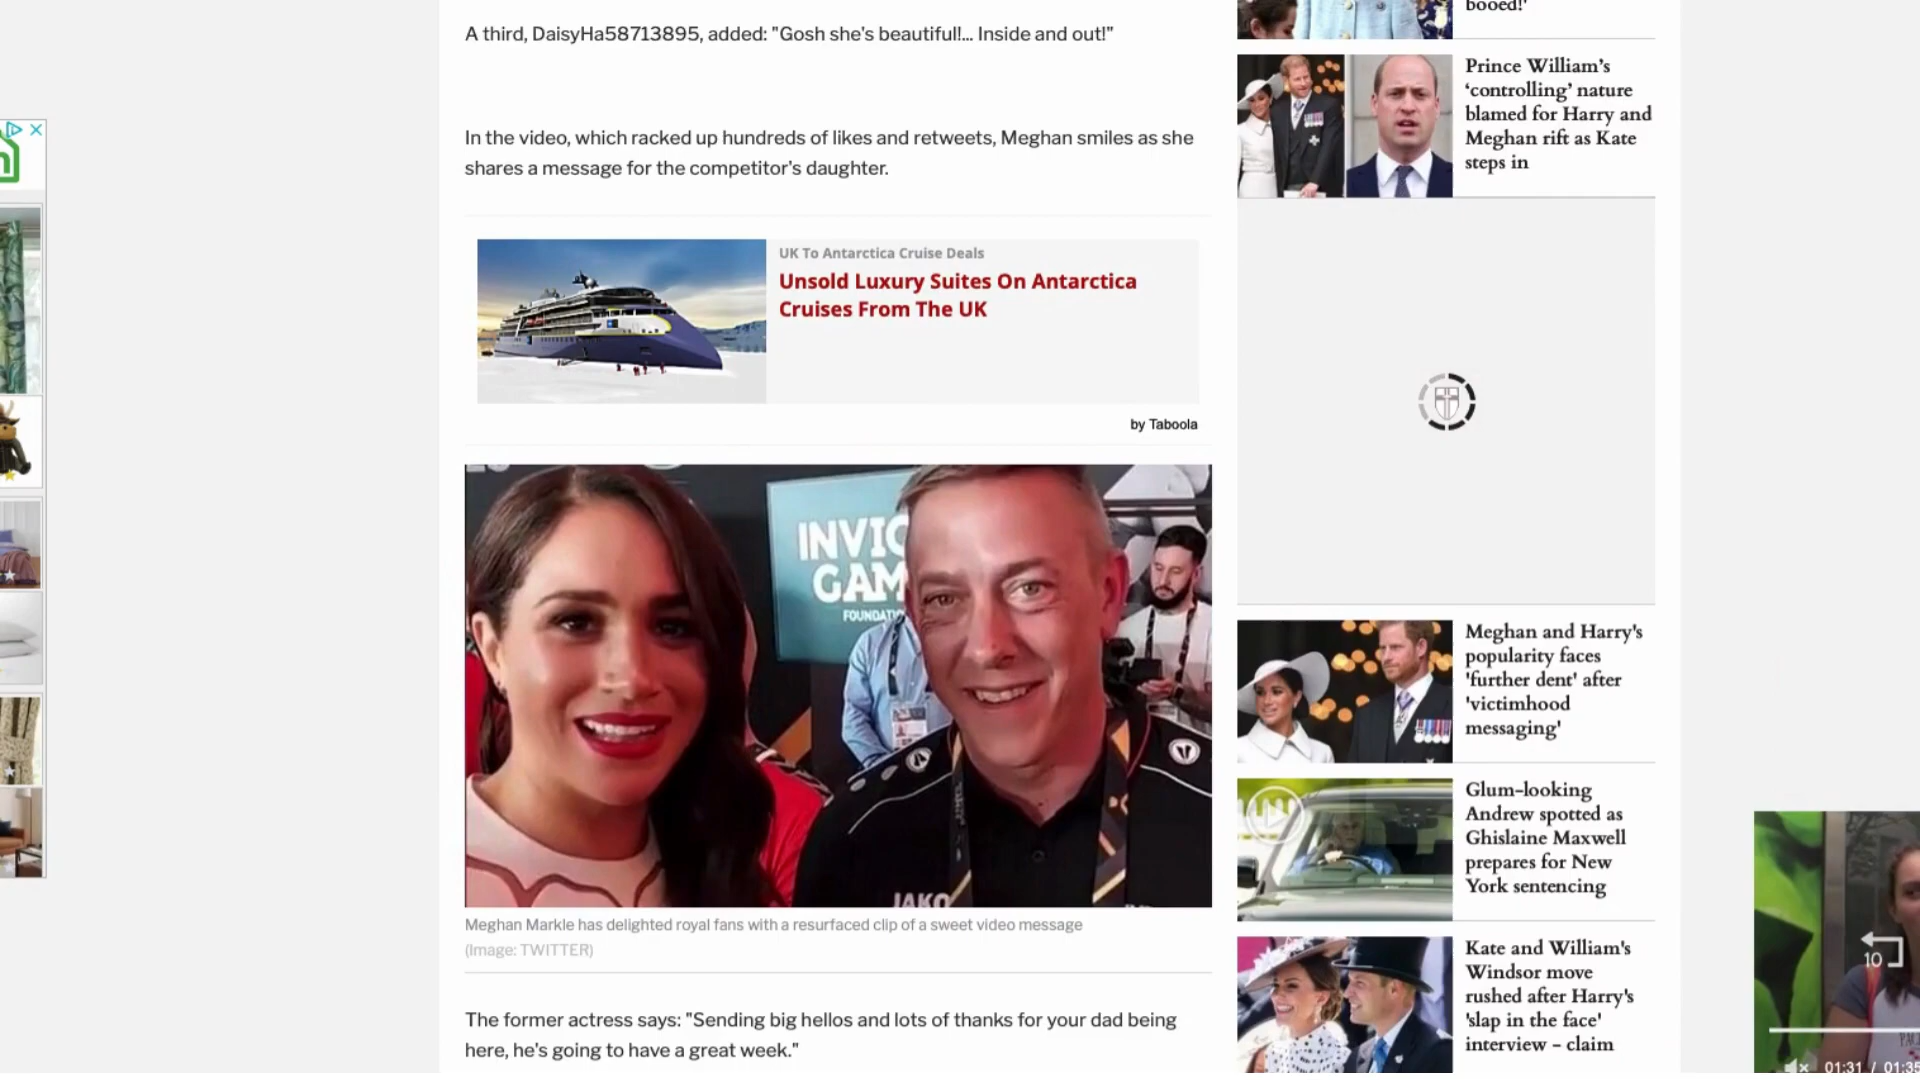 A third, DaisyHa58713895, added: "Gosh she's beautiful!... Inside and out!"
In the video, which racked up hundreds of likes and retweets, Meghan smiles as she
shares a message for the competitor's daughter.
UK To Antarctica Cruise Deals
Unsold Luxury Suites On Antarctica
Cruises From The UK
by Taboola
INVIC
GAM
FOUNDATI
JAKO
Meghan Markle has delighted royal fans with a resurfaced clip of a sweet video message
(Image: TWITTER)
The former actress says: "Sending big hellos and lots of thanks for your dad being
here, he's going to have a great week."
booed!'
Prince William's
'controlling' nature
blamed for Harry and
Meghan rift as Kate
steps in
Meghan and Harry's
popularity faces
'further dent' after
'victimhood
messaging'
Glum-looking
Andrew spotted as
Ghislaine Maxwell
prepares for New
York sentencing
Kate and William's
Windsor move
rushed after Harry's
'slap in the face'
interview - claim
10
01:31 / 01:35